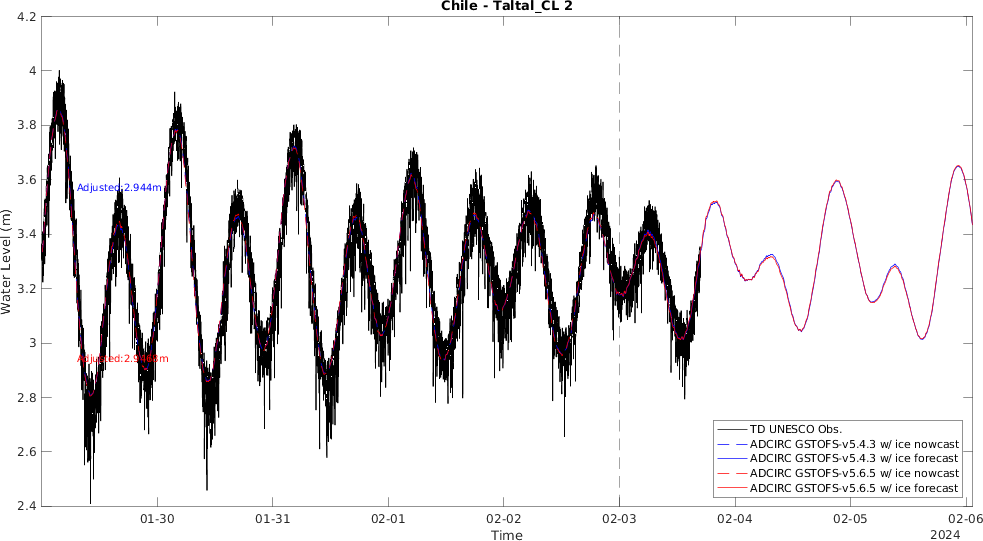 Chile - Taltal_CL 2
4.2
4
3.8
3.6
3.4
3.2
3
2.8
2.6
2.4
Water Level (m)
Adjusted:2.944m
01-30
01-31
02-01
02-02
02-03
02-04
02-05
02-06
Time
2024
TD UNESCO Obs.
ADCIRC GSTOFS-v5.4.3 w/ ice nowcast
ADCIRC GSTOFS-v5.4.3 w/ ice forecast
ADCIRC GSTOFS-v5.6.5 w/ ice nowcast
ADCIRC GSTOFS-v5.6.5 w/ ice forecast